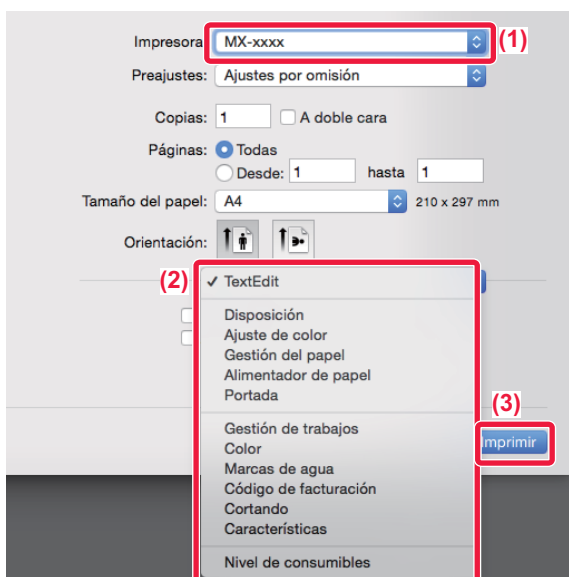 Impresora: MX-xxxx (1)
Preajustes: Ajustes por omisión
Copias: 1 A doble cara
Páginas: Todas
Desde: 1 hasta 1
Tamaño del papel: A4 210 x 297 mm
Orientación:
(2) ✓ TextEdit
Disposición
Ajuste de color
Gestión del papel
Alimentador de papel
Portada
(3)
Gestión de trabajos
Imprimir
Color
Marcas de agua
Código de facturación
Cortando
Características
Nivel de consumibles